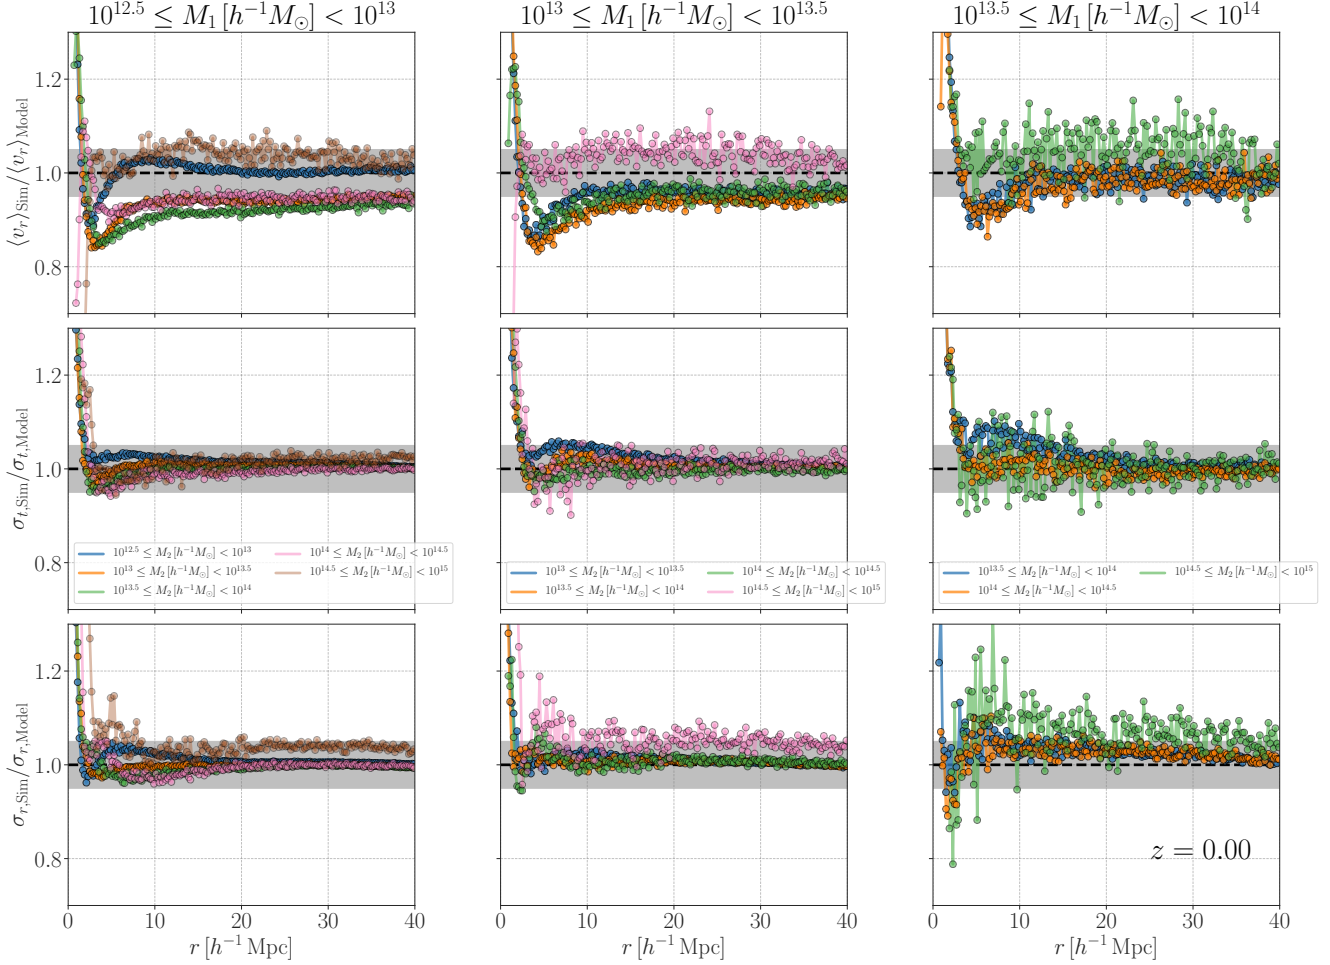 10^{12.5} ≤ M_1 [h^{-1}M_⊙] < 10^{13}
10^{13} ≤ M_1 [h^{-1}M_⊙] < 10^{13.5}
10^{13.5} ≤ M_1 [h^{-1}M_⊙] < 10^{14}
⟨v_r⟩_{Sim}/⟨v_r⟩_{Model}
1.2
1.0
0.8
σ_{t,Sim}/σ_{t,Model}
1.2
1.0
0.8
10^{12.5} ≤ M_2 [h^{-1}M_⊙] < 10^{13}
10^{13} ≤ M_2 [h^{-1}M_⊙] < 10^{13.5}
10^{13.5} ≤ M_2 [h^{-1}M_⊙] < 10^{14}
10^{14} ≤ M_2 [h^{-1}M_⊙] < 10^{14.5}
10^{14.5} ≤ M_2 [h^{-1}M_⊙] < 10^{15}
10^{13} ≤ M_2 [h^{-1}M_⊙] < 10^{13.5}
10^{13.5} ≤ M_2 [h^{-1}M_⊙] < 10^{14}
10^{14} ≤ M_2 [h^{-1}M_⊙] < 10^{14.5}
10^{14.5} ≤ M_2 [h^{-1}M_⊙] < 10^{15}
10^{13.5} ≤ M_2 [h^{-1}M_⊙] < 10^{14}
10^{14} ≤ M_2 [h^{-1}M_⊙] < 10^{14.5}
10^{14.5} ≤ M_2 [h^{-1}M_⊙] < 10^{15}
σ_{r,Sim}/σ_{r,Model}
1.2
1.0
0.8
z = 0.00
0 10 20 30 40
0 10 20 30 40
0 10 20 30 40
r [h^{-1} Mpc]
r [h^{-1} Mpc]
r [h^{-1} Mpc]